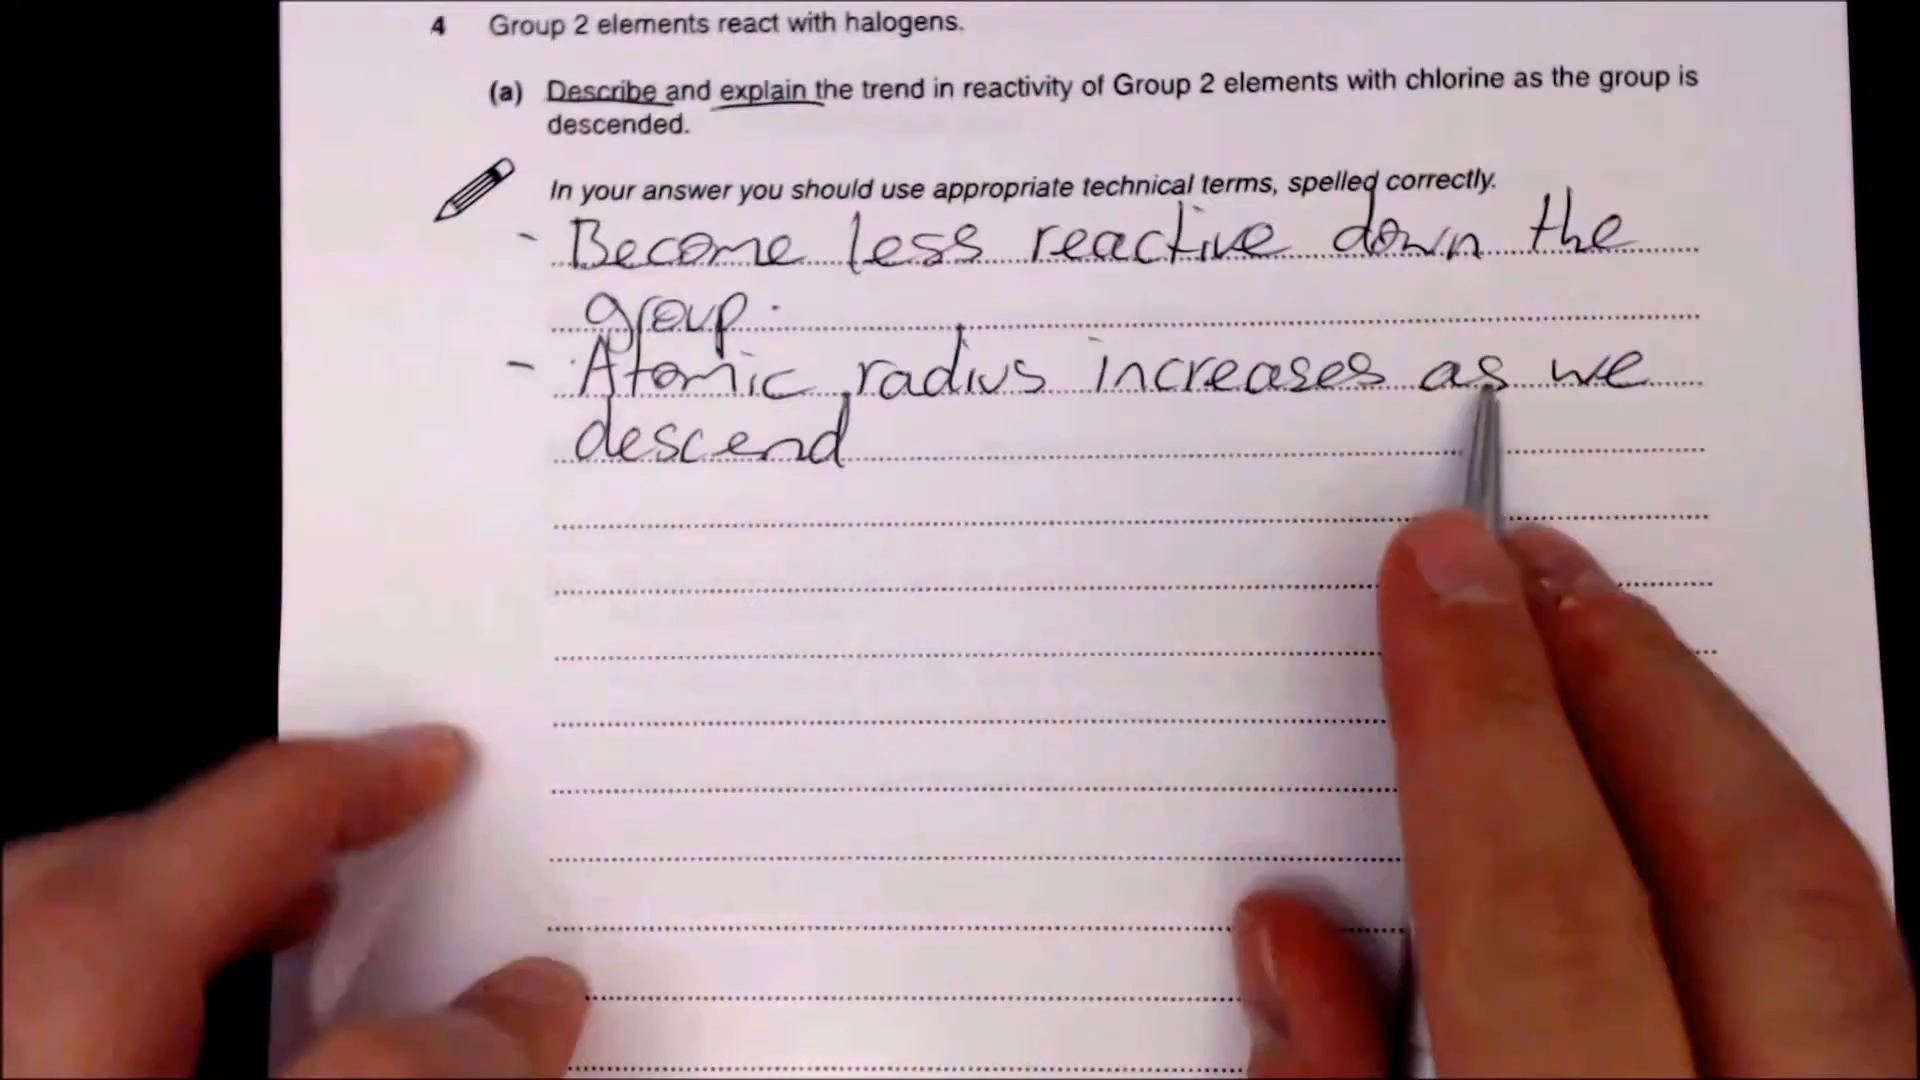 4 Group 2 elements react with halogens.
(a) Describe and explain the trend in reactivity of Group 2 elements with chlorine as the group is
descended.
In your answer you should use appropriate technical terms, spelled correctly.
- Become less reactive down the
group.
- Atomic radius increases as we
descend